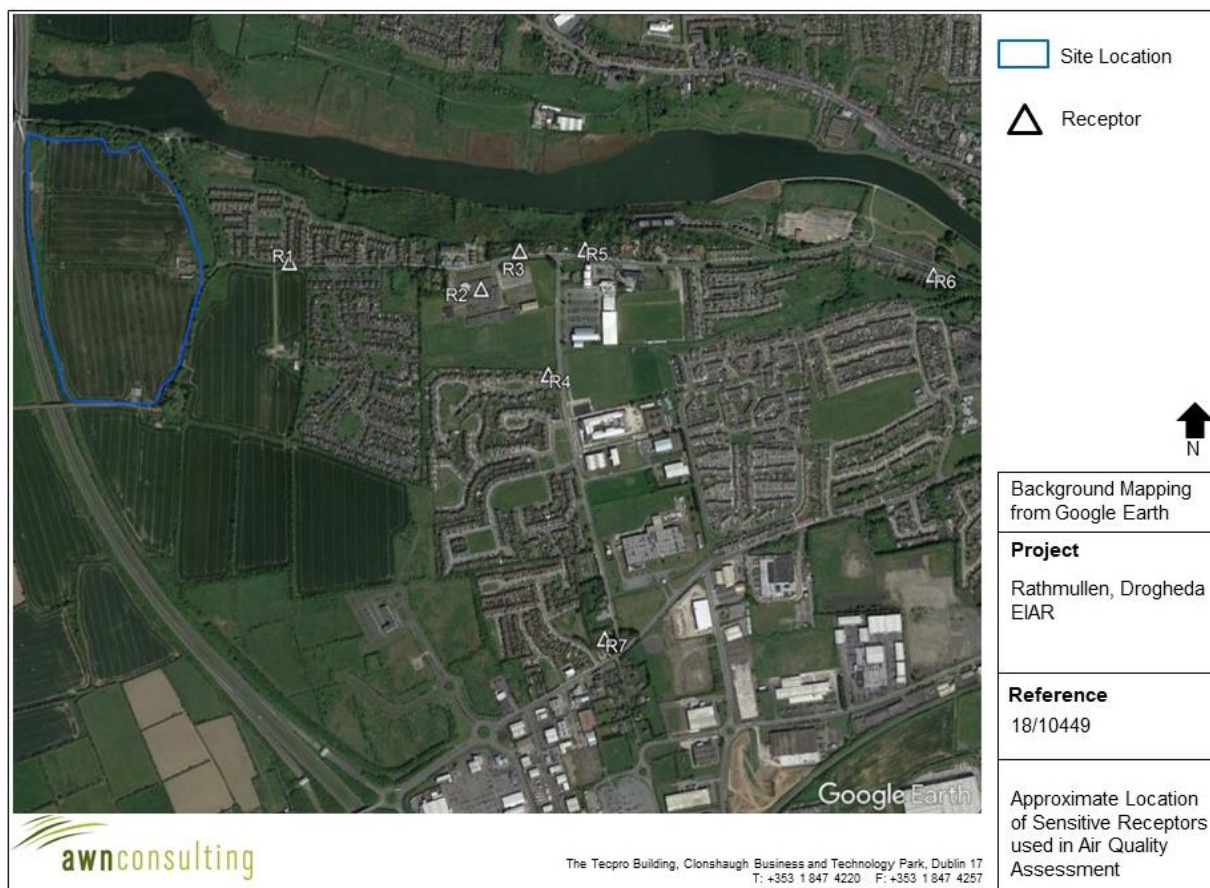 Site Location
Receptor
R1
R2
R3
R4
R5
R6
R7
Google Earth
N
Background Mapping
from Google Earth
Project
Rathmullen, Drogheda
EIAR
Reference
18/10449
Approximate Location
of Sensitive Receptors
used in Air Quality
Assessment
awnconsulting
The Tecpro Building, Clonshaugh Business and Technology Park, Dublin 17
T: +353 1 847 4220 F: +353 1 847 4257